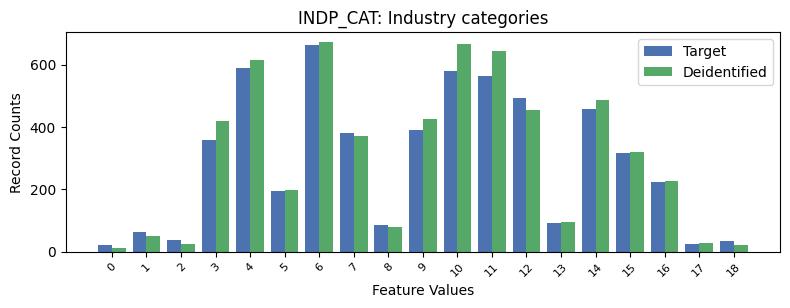 INDP_CAT: Industry categories
Target
Deidentified
Record Counts
600
400
200
0
0 1 2 3 4 5 6 7 8 9 10 11 12 13 14 15 16 17 18
Feature Values